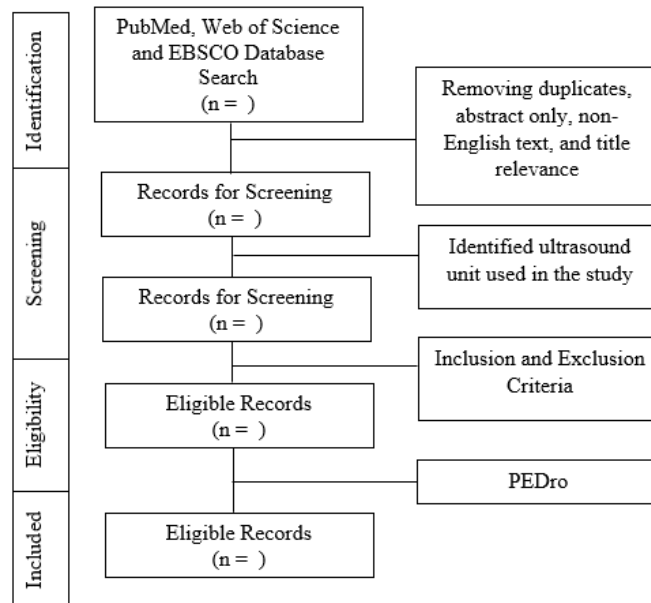 Identification
PubMed, Web of Science
and EBSCO Database
Search
(n =  )
Removing duplicates,
abstract only, non-
English text, and title
relevance
Screening
Records for Screening
(n =  )
Identified ultrasound
unit used in the study
Records for Screening
(n =  )
Inclusion and Exclusion
Criteria
Eligibility
Eligible Records
(n =  )
PEDro
Included
Eligible Records
(n =  )